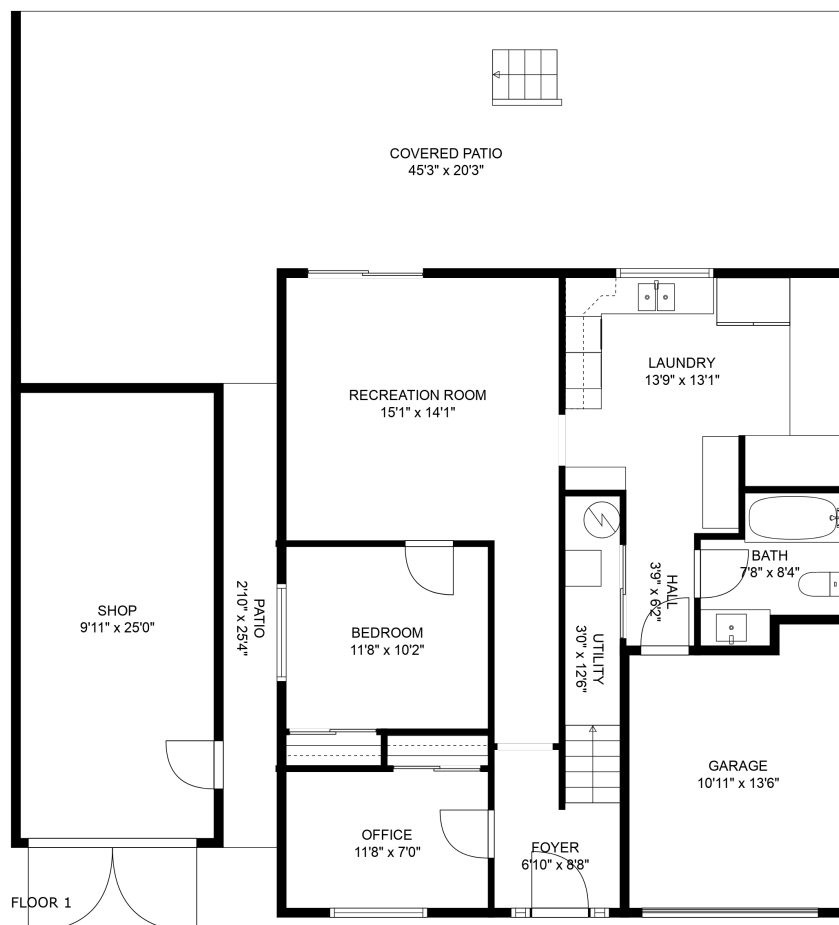 COVERED PATIO
45'3" x 20'3"
RECREATION ROOM
15'1" x 14'1"
LAUNDRY
13'9" x 13'1"
SHOP
9'11" x 25'0"
PATIO
2'10" x 25'4"
BEDROOM
11'8" x 10'2"
UTILITY
3'0" x 12'6"
HALL
3'9" x 6'2"
BATH
7'8" x 8'4"
GARAGE
10'11" x 13'6"
OFFICE
11'8" x 7'0"
FOYER
6'10" x 8'8"
FLOOR 1